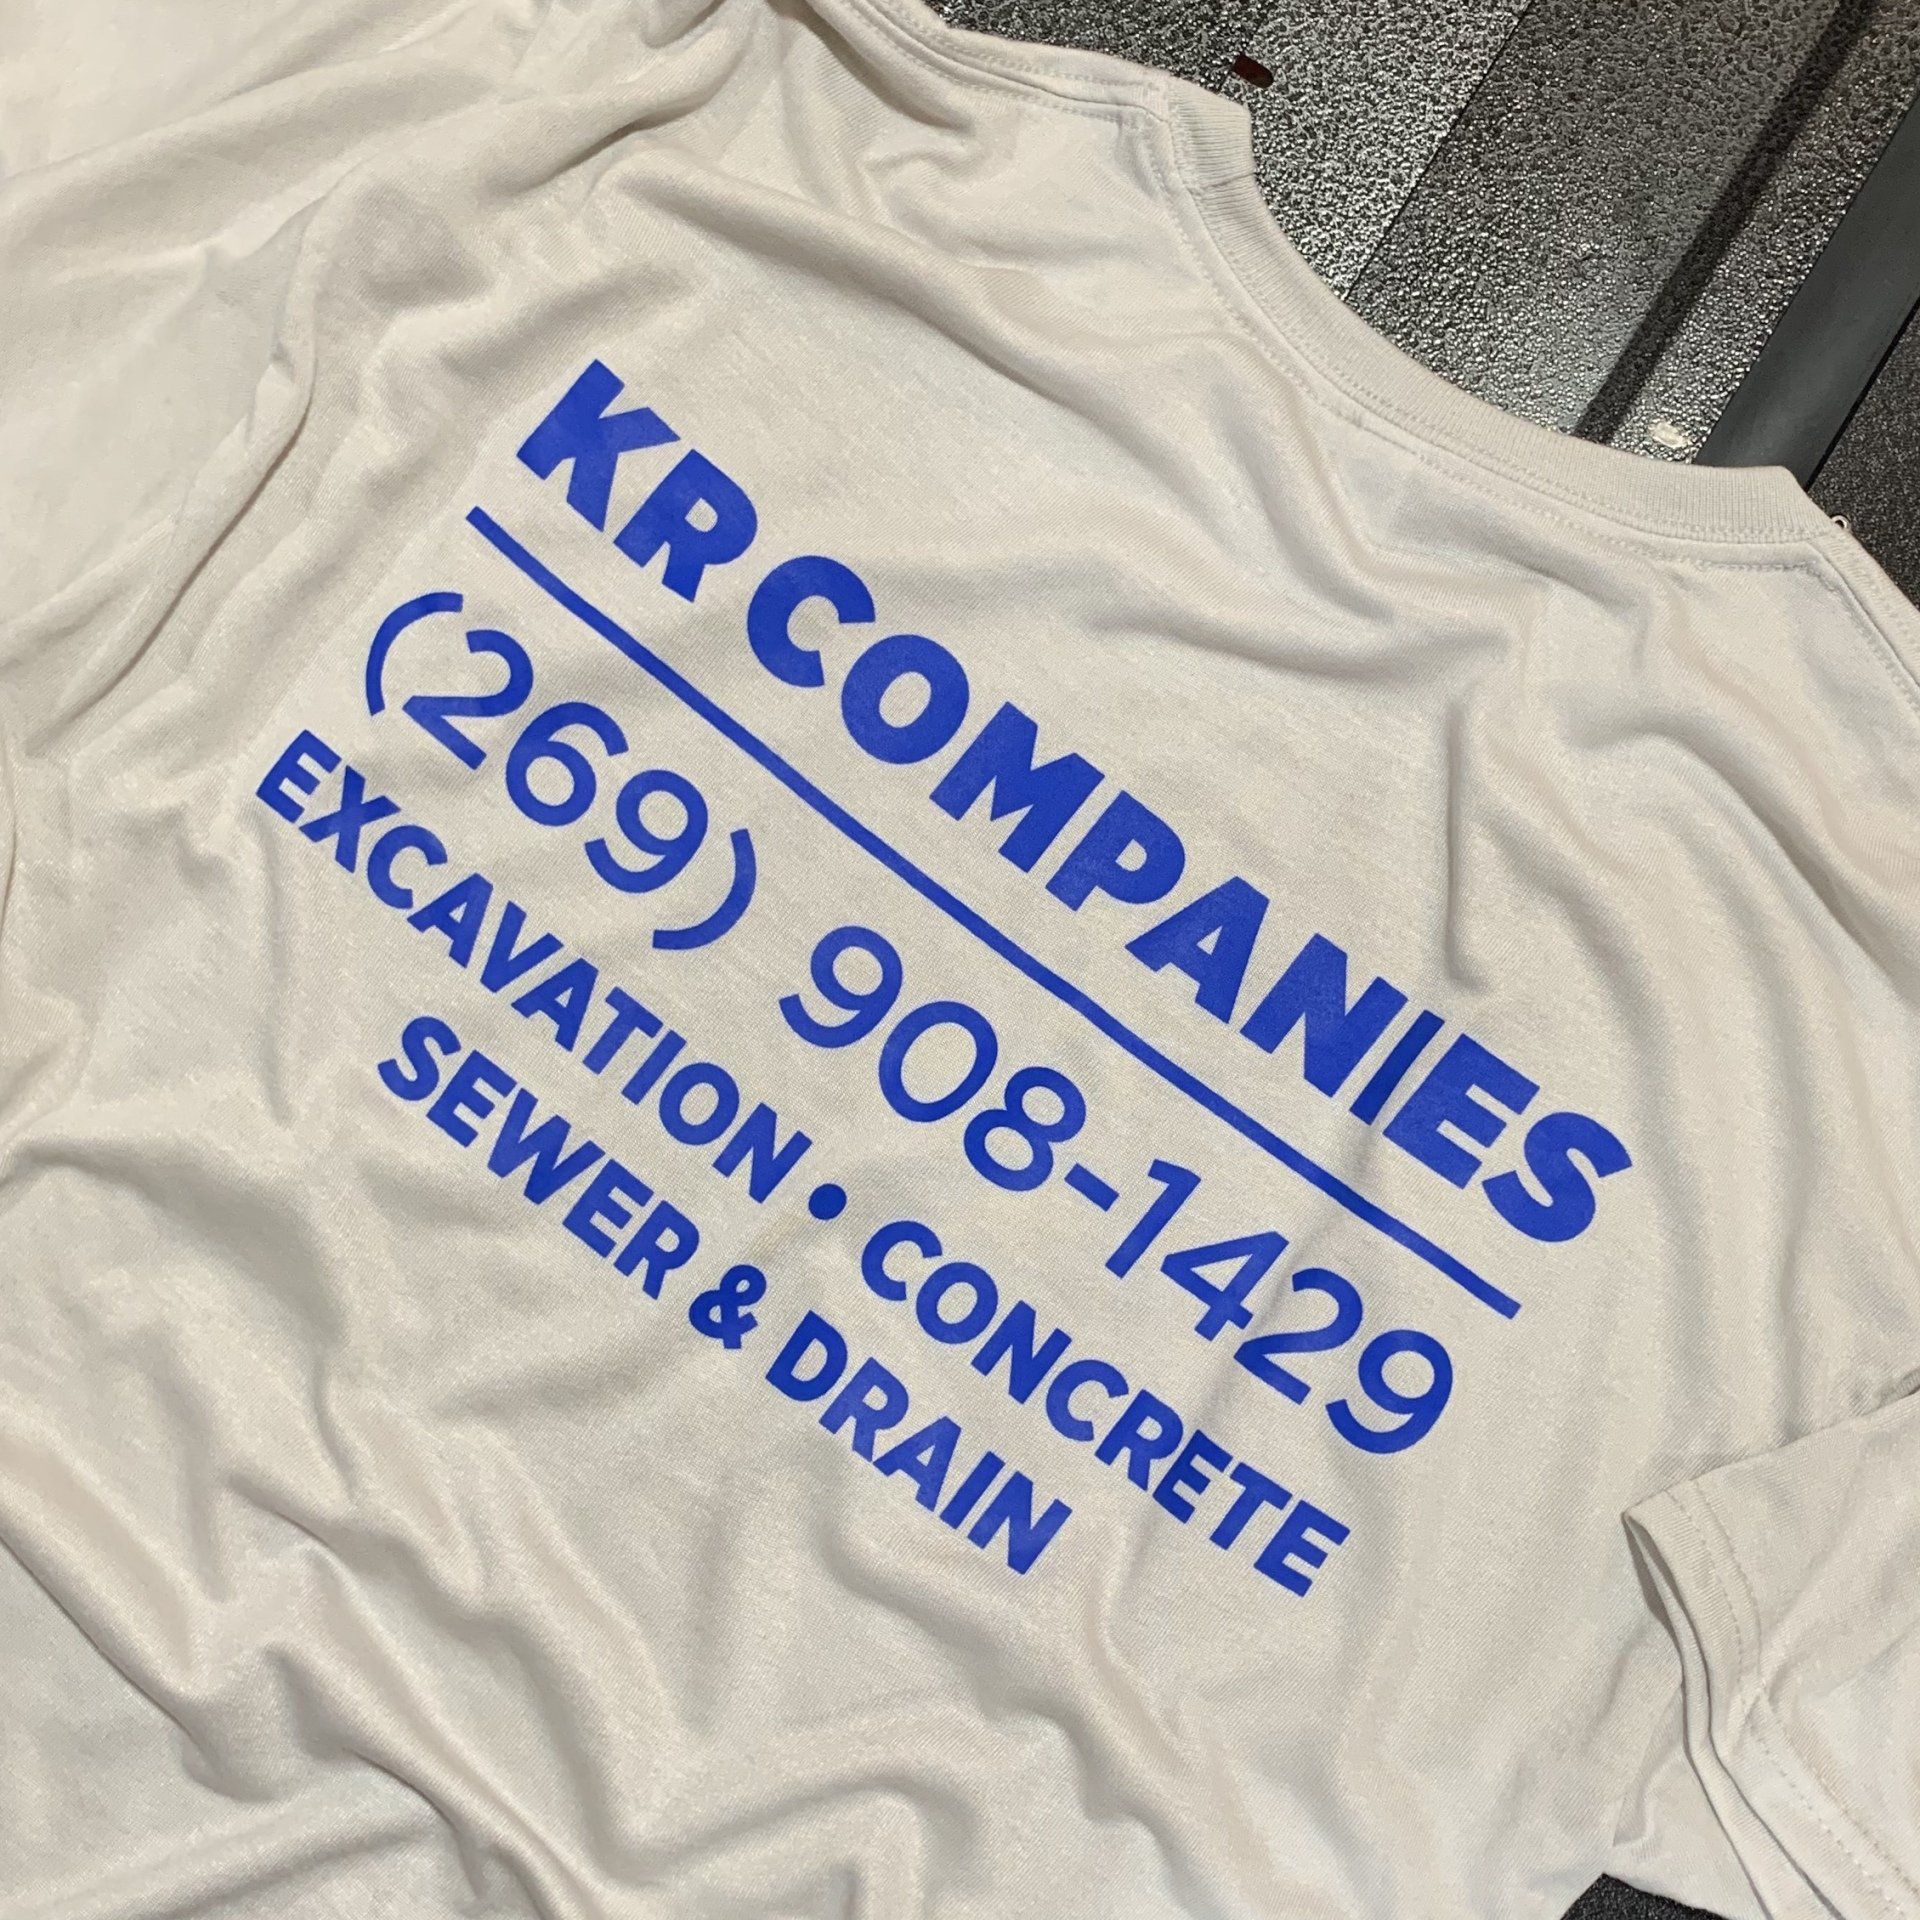 KR COMPANIES
(269) 908-1429
EXCAVATION • CONCRETE
SEWER & DRAIN